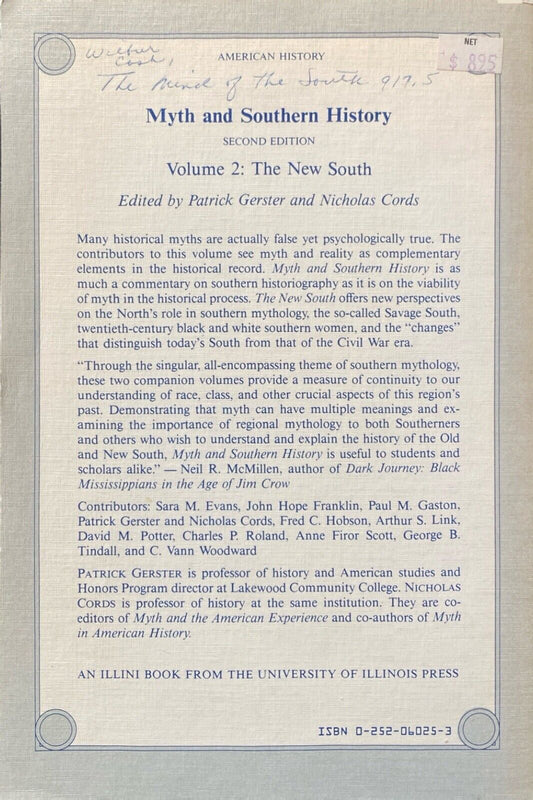 Wilbur
Cash,
AMERICAN HISTORY
NET
$ 895
The Mind of the South 917.5
Myth and Southern History
SECOND EDITION
Volume 2: The New South
Edited by Patrick Gerster and Nicholas Cords
Many historical myths are actually false yet psychologically true. The
contributors to this volume see myth and reality as complementary
elements in the historical record. Myth and Southern History is as
much a commentary on southern historiography as it is on the viability
of myth in the historical process. The New South offers new perspectives
on the North's role in southern mythology, the so-called Savage South,
twentieth-century black and white southern women, and the “changes”
that distinguish today's South from that of the Civil War era.
“Through the singular, all-encompassing theme of southern mythology,
these two companion volumes provide a measure of continuity to our
understanding of race, class, and other crucial aspects of this region's
past. Demonstrating that myth can have multiple meanings and ex-
amining the importance of regional mythology to both Southerners
and others who wish to understand and explain the history of the Old
and New South, Myth and Southern History is useful to students and
scholars alike.” — Neil R. McMillen, author of Dark Journey: Black
Mississippians in the Age of Jim Crow
Contributors: Sara M. Evans, John Hope Franklin, Paul M. Gaston,
Patrick Gerster and Nicholas Cords, Fred C. Hobson, Arthur S. Link,
David M. Potter, Charles P. Roland, Anne Firor Scott, George B.
Tindall, and C. Vann Woodward
PATRICK GERSTER is professor of history and American studies and
Honors Program director at Lakewood Community College. NICHOLAS
CORDS is professor of history at the same institution. They are co-
editors of Myth and the American Experience and co-authors of Myth
in American History.
AN ILLINI BOOK FROM THE UNIVERSITY OF ILLINOIS PRESS
ISBN 0-252-06025-3